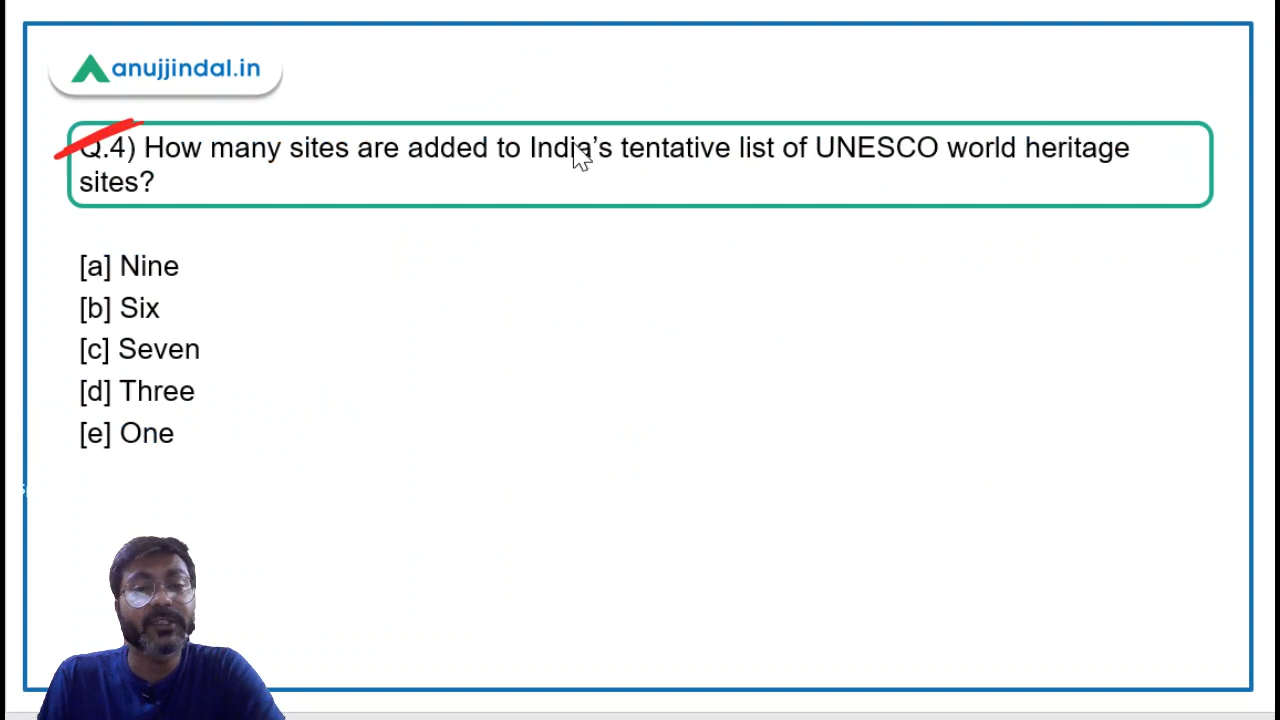 anujjindal.in
Q.4) How many sites are added to India’s tentative list of UNESCO world heritage
sites?
[a] Nine
[b] Six
[c] Seven
[d] Three
[e] One